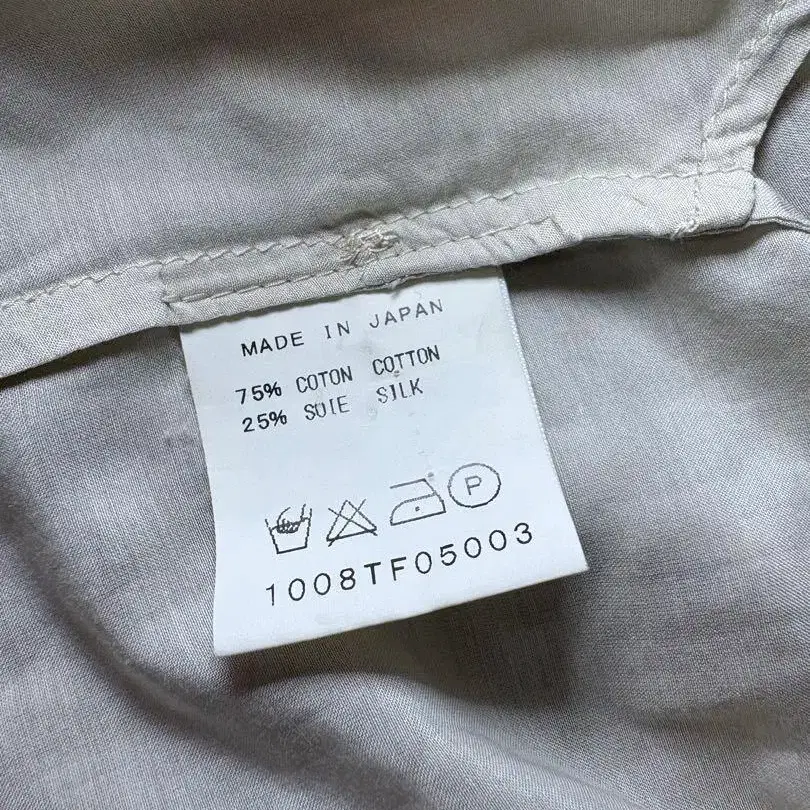 MADE IN JAPAN
75% COTON COTTON
25% SOIE SILK
P
1008TF05003